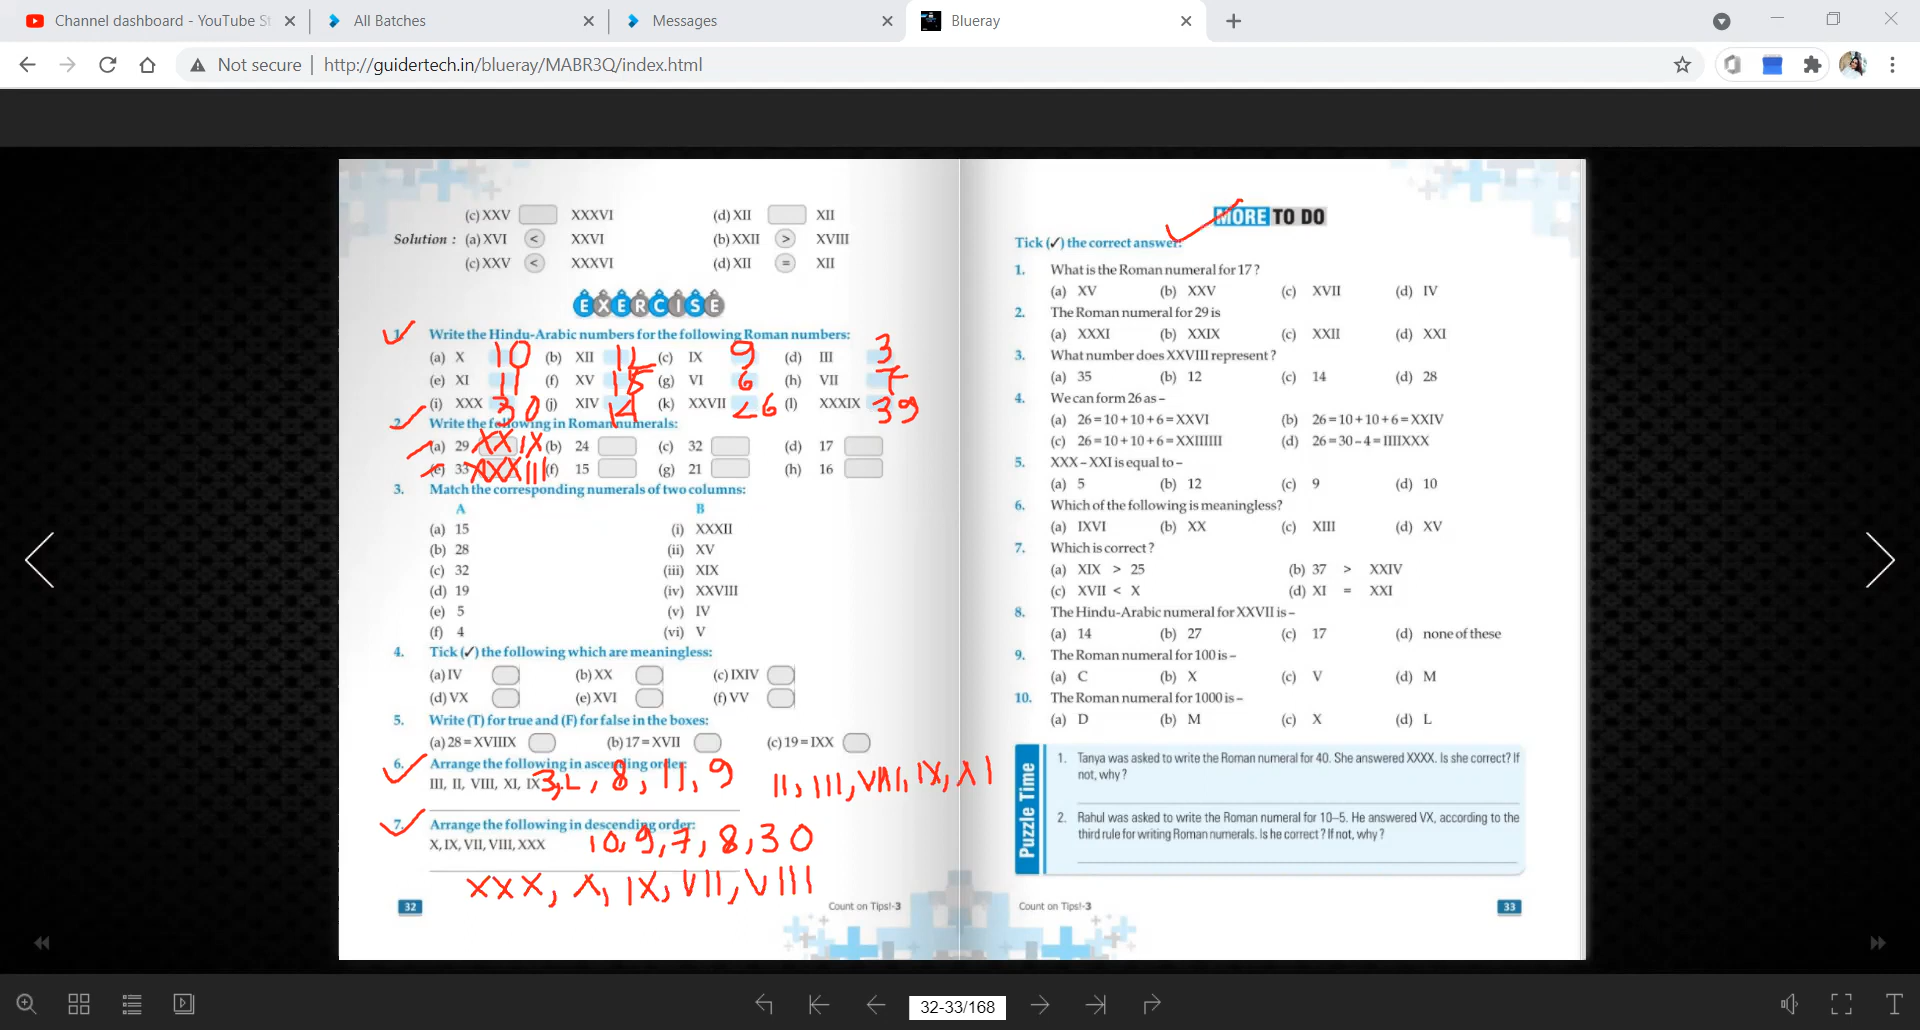 Channel dashboard - YouTube St
All Batches
Messages
Blueray
Not secure | http://guidertech.in/blueray/MABR3Q/index.html
(c) XXV XXXVI (d) XII XII
Solution : (a) XVI < XXVI (b) XXII > XVIII
(c) XXV < XXXVI (d) XII = XII
EXERCISE
1. Write the Hindu-Arabic numbers for the following Roman numbers:
(a) X 10 (b) XII 12 (c) IX 9 (d) III 3
(e) XI 11 (f) XV 15 (g) VI 6 (h) VII 7
(i) XXX 30 (j) XIV 14 (k) XXVII 26 (l) XXXIX 39
2. Write the following in Roman numerals:
(a) 29 XXIX (b) 24 (c) 32 (d) 17
(e) 33 XXXIII (f) 15 (g) 21 (h) 16
3. Match the corresponding numerals of two columns:
A B
(a) 15 (i) XXXII
(b) 28 (ii) XV
(c) 32 (iii) XIX
(d) 19 (iv) XXVIII
(e) 5 (v) IV
(f) 4 (vi) V
4. Tick (✓) the following which are meaningless:
(a) IV (b) XX (c) IXIV
(d) VX (e) XVI (f) VV
5. Write (T) for true and (F) for false in the boxes:
(a) 28 = XVIIIX (b) 17 = XVII (c) 19 = IXX
6. Arrange the following in ascending order:
III, II, VIII, XI, IX 3, 2, 8, 11, 9 II, III, VIII, IX, XI
7. Arrange the following in descending order:
X, IX, VII, VIII, XXX 10, 9, 7, 8, 30
XXX, X, IX, VII, VIII
32 Count on Tips!-3
MORE TO DO
Tick (✓) the correct answer:
1. What is the Roman numeral for 17 ?
(a) XV (b) XXV (c) XVII (d) IV
2. The Roman numeral for 29 is
(a) XXXI (b) XXIX (c) XXII (d) XXI
3. What number does XXVIII represent ?
(a) 35 (b) 12 (c) 14 (d) 28
4. We can form 26 as –
(a) 26 = 10 + 10 + 6 = XXVI (b) 26 = 10 + 10 + 6 = XXIV
(c) 26 = 10 + 10 + 6 = XXIIIIII (d) 26 = 30 – 4 = IIIIXXX
5. XXX – XXI is equal to –
(a) 5 (b) 12 (c) 9 (d) 10
6. Which of the following is meaningless?
(a) IXVI (b) XX (c) XIII (d) XV
7. Which is correct ?
(a) XIX > 25 (b) 37 > XXIV
(c) XVII < X (d) XI = XXI
8. The Hindu-Arabic numeral for XXVII is –
(a) 14 (b) 27 (c) 17 (d) none of these
9. The Roman numeral for 100 is –
(a) C (b) X (c) V (d) M
10. The Roman numeral for 1000 is –
(a) D (b) M (c) X (d) L
Puzzle Time
1. Tanya was asked to write the Roman numeral for 40. She answered XXXX. Is she correct? If
not, why ?
2. Rahul was asked to write the Roman numeral for 10–5. He answered VX, according to the
third rule for writing Roman numerals. Is he correct ? If not, why ?
Count on Tips!-3 33
32-33/168